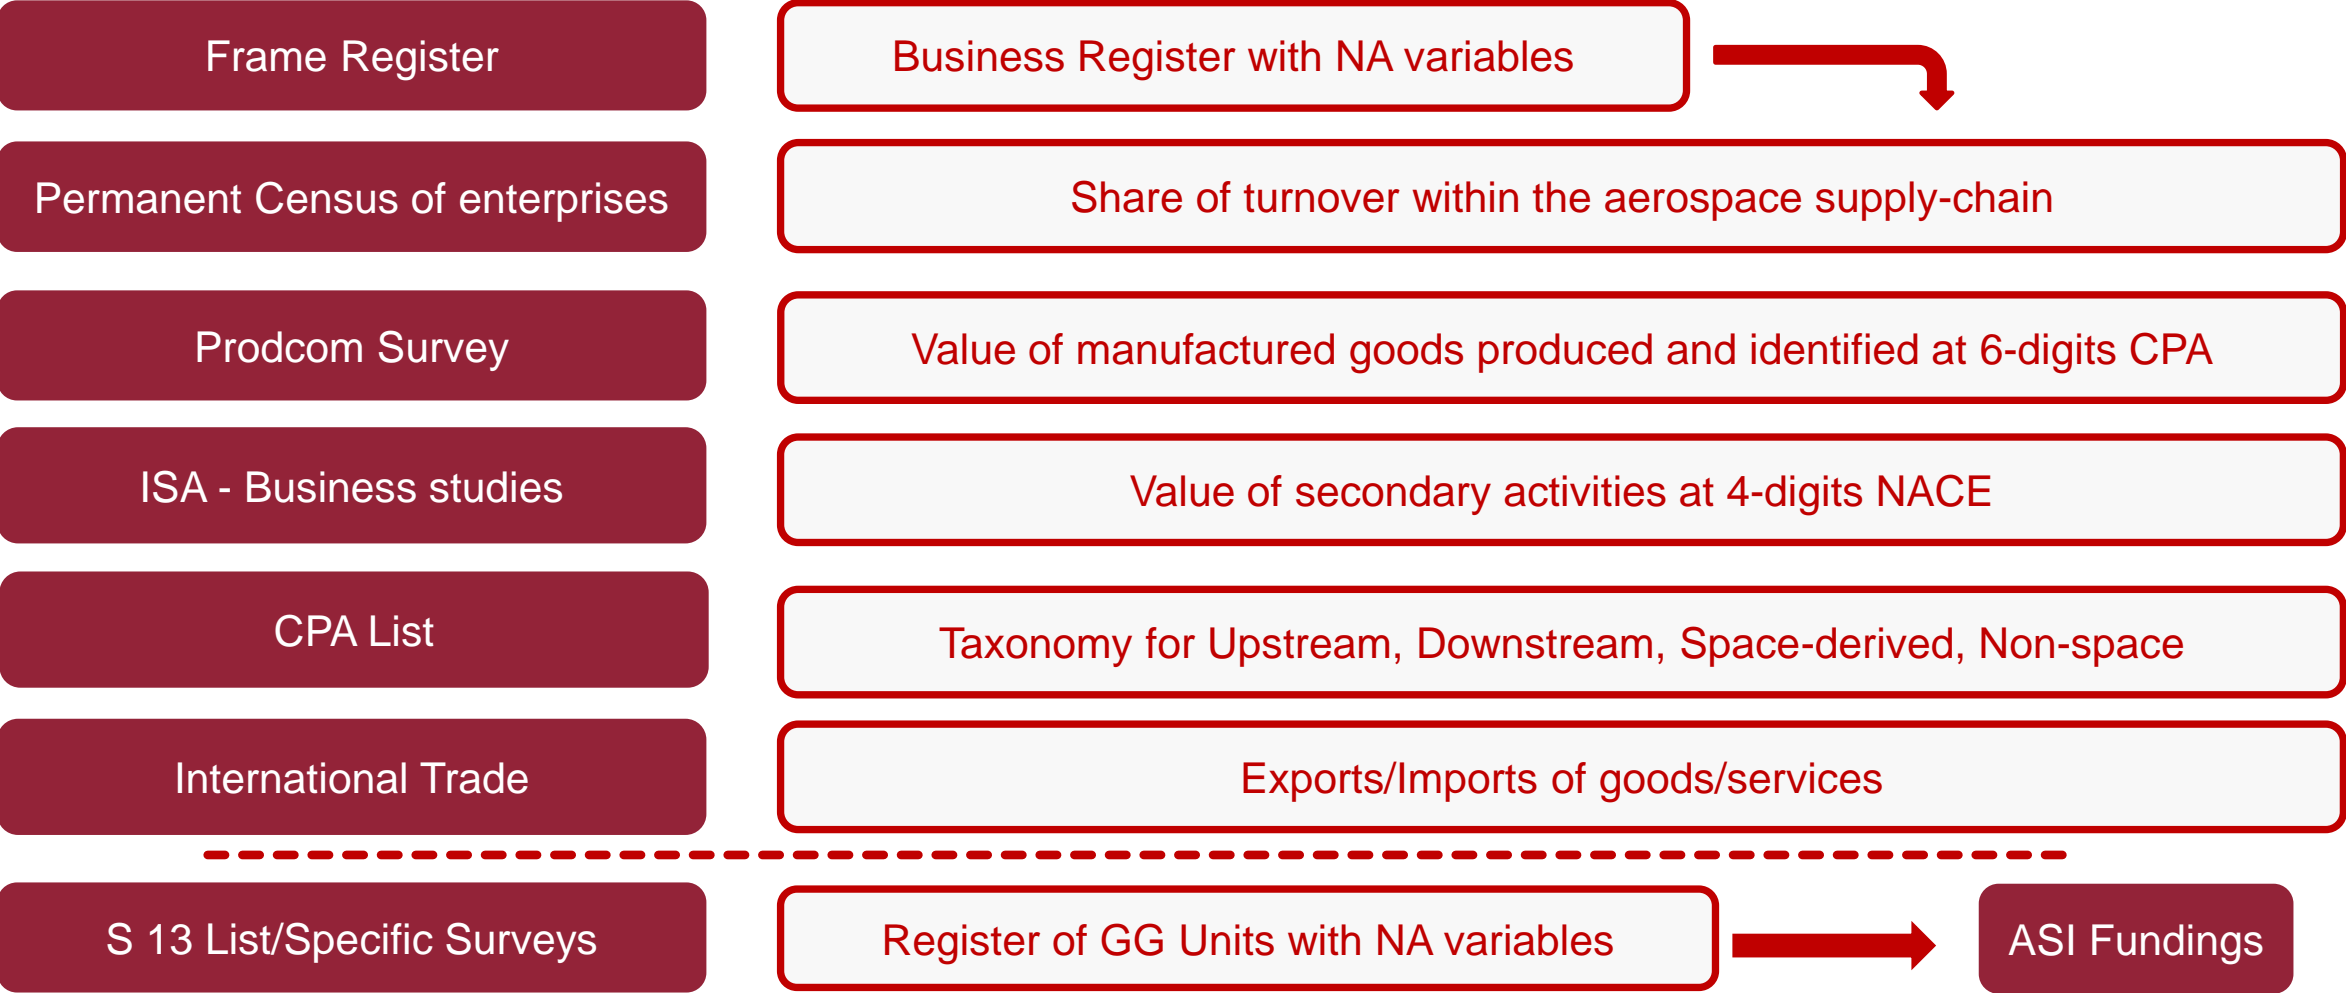 Frame Register
Business Register with NA variables
Permanent Census of enterprises
Share of turnover within the aerospace supply-chain
Prodcom Survey
Value of manufactured goods produced and identified at 6-digits CPA
ISA - Business studies
Value of secondary activities at 4-digits NACE
CPA List
Taxonomy for Upstream, Downstream, Space-derived, Non-space
International Trade
Exports/Imports of goods/services
S 13 List/Specific Surveys
Register of GG Units with NA variables
ASI Fundings